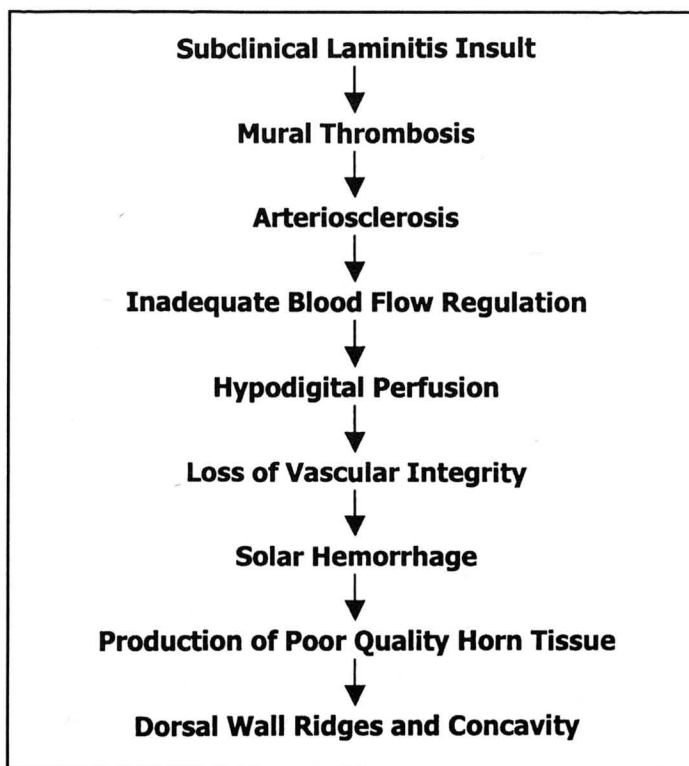 Subclinical Laminitis Insult
Mural Thrombosis
Arteriosclerosis
Inadequate Blood Flow Regulation
Hypodigital Perfusion
Loss of Vascular Integrity
Solar Hemorrhage
Production of Poor Quality Horn Tissue
Dorsal Wall Ridges and Concavity